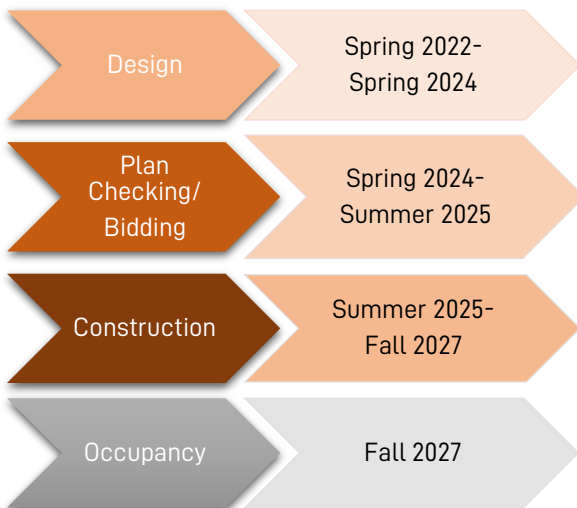 Design
Spring 2022-
Spring 2024
Plan
Checking/
Bidding
Spring 2024-
Summer 2025
Construction
Summer 2025-
Fall 2027
Occupancy
Fall 2027